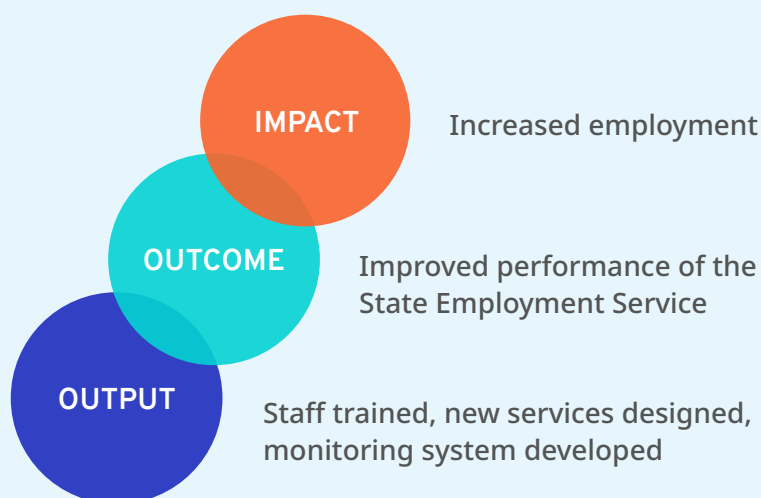 IMPACT
Increased employment
OUTCOME
Improved performance of the
State Employment Service
OUTPUT
Staff trained, new services designed,
monitoring system developed